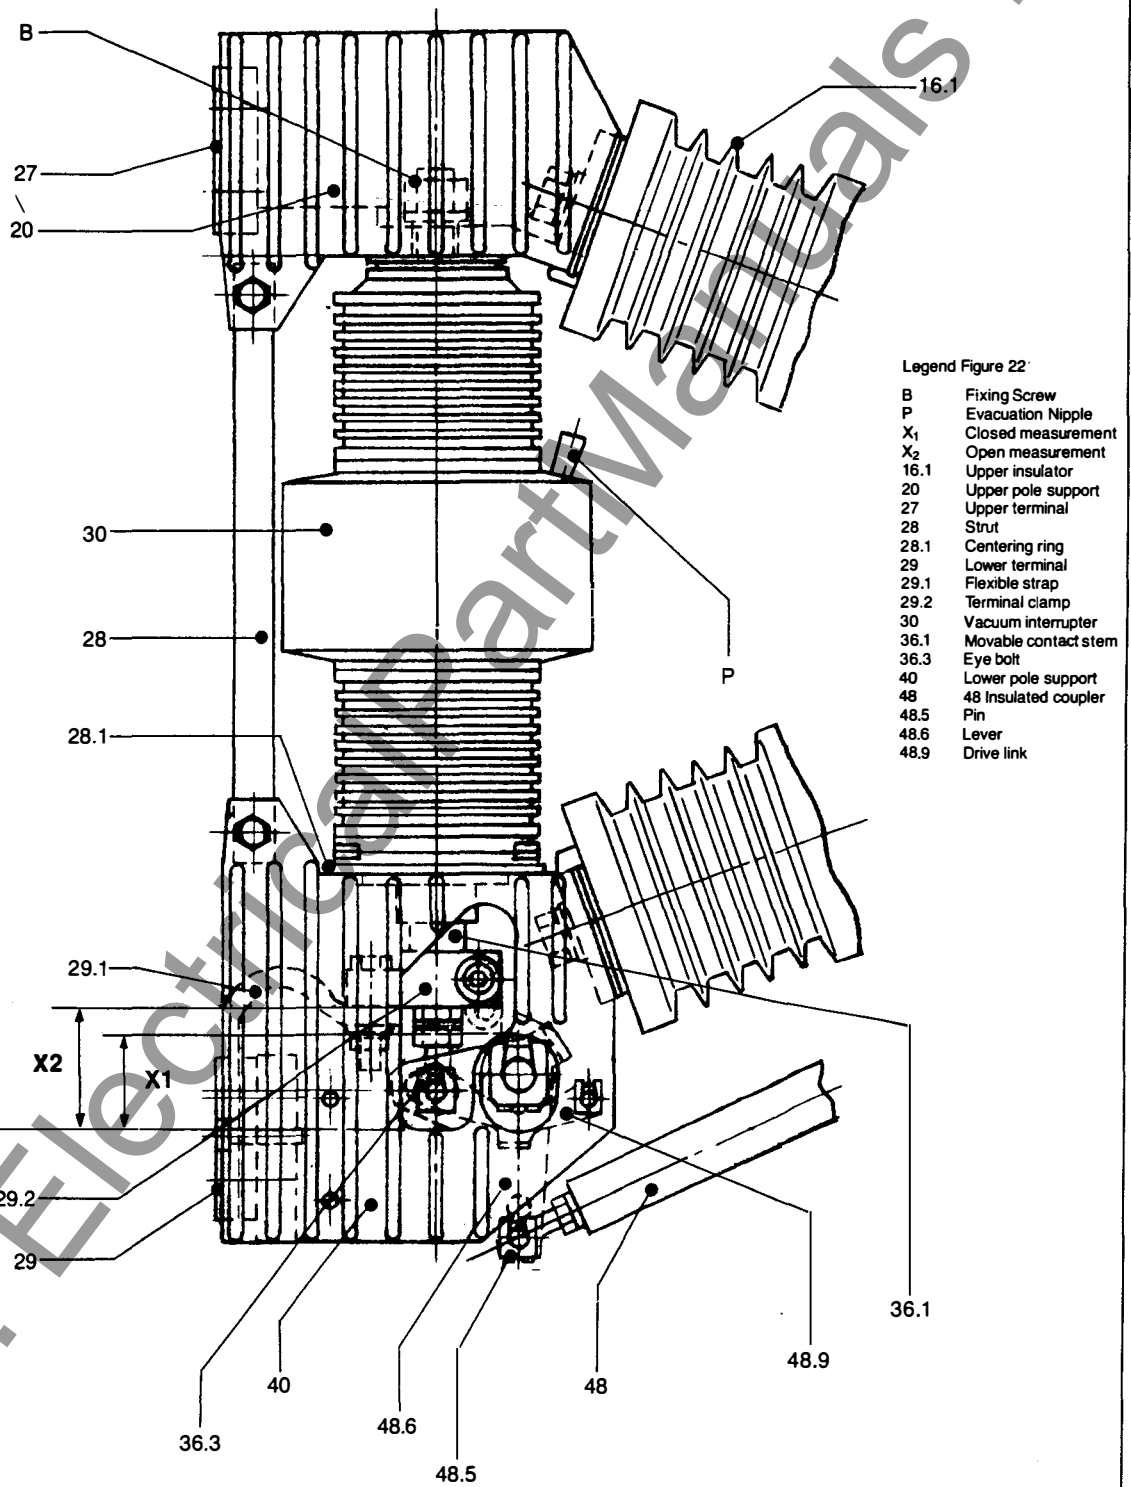 B
16.1
27
20
Legend Figure 22
B Fixing Screw
P Evacuation Nipple
X1 Closed measurement
X2 Open measurement
16.1 Upper insulator
20 Upper pole support
27 Upper terminal
28 Strut
28.1 Centering ring
29 Lower terminal
29.1 Flexible strap
29.2 Terminal clamp
30 Vacuum interrupter
36.1 Movable contact stem
36.3 Eye bolt
40 Lower pole support
48 48 Insulated coupler
48.5 Pin
48.6 Lever
48.9 Drive link
30
28
P
28.1
29.1
X2
X1
29.2
29
36.1
48.9
40
48
48.6
36.3
48.5
ElectricalPartManuals